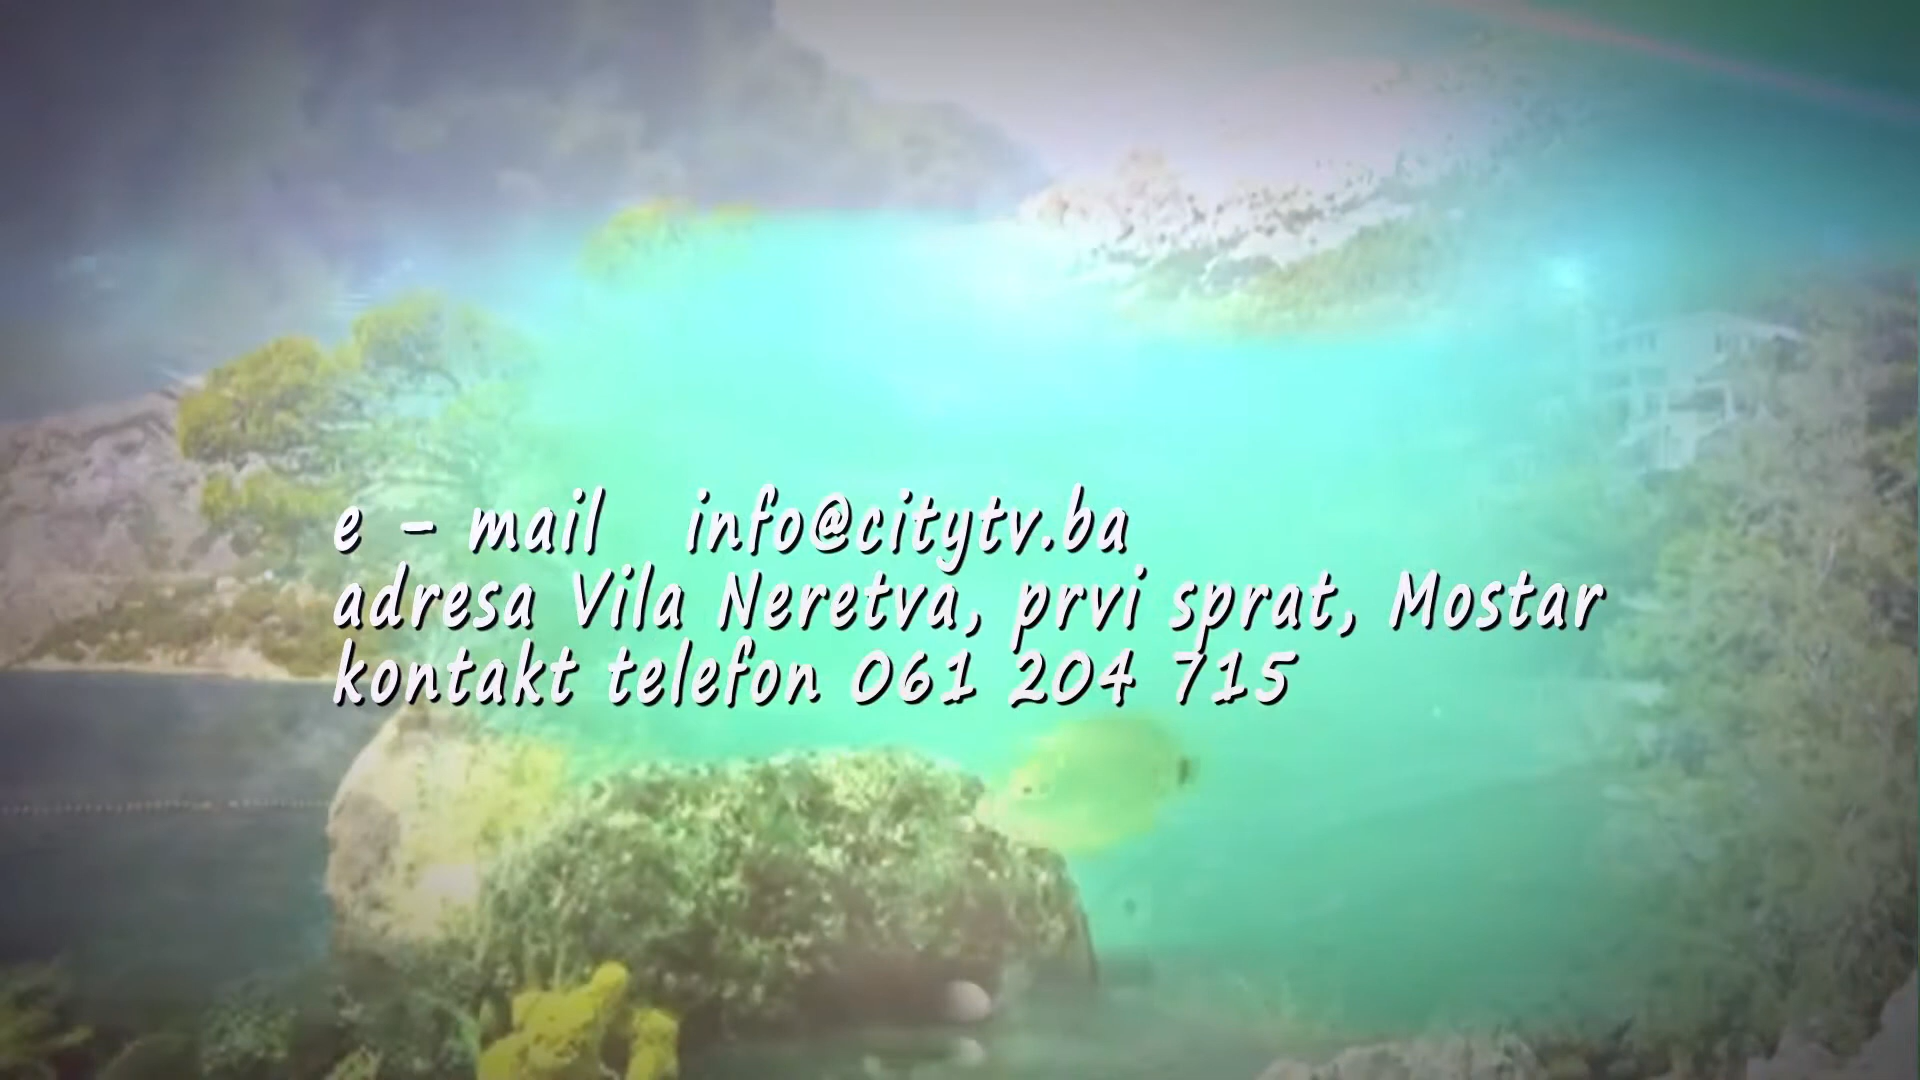 e - mail info@citytv.ba
adresa Vila Neretva, prvi sprat, Mostar
kontakt telefon 061 204 715